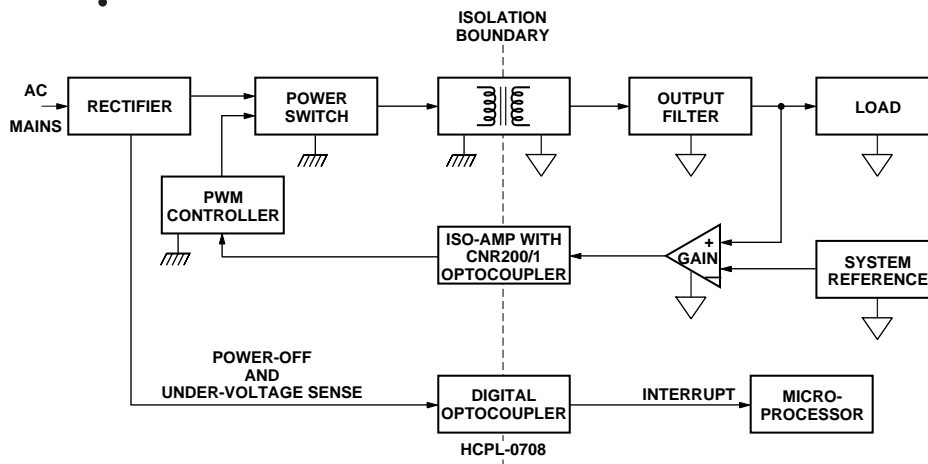 ISOLATION
BOUNDARY
AC
MAINS
RECTIFIER
POWER
SWITCH
OUTPUT
FILTER
LOAD
PWM
CONTROLLER
ISO-AMP WITH
CNR200/1
OPTOCOUPLER
+
GAIN
–
SYSTEM
REFERENCE
POWER-OFF
AND
UNDER-VOLTAGE SENSE
DIGITAL
OPTOCOUPLER
INTERRUPT
MICRO-
PROCESSOR
HCPL-0708